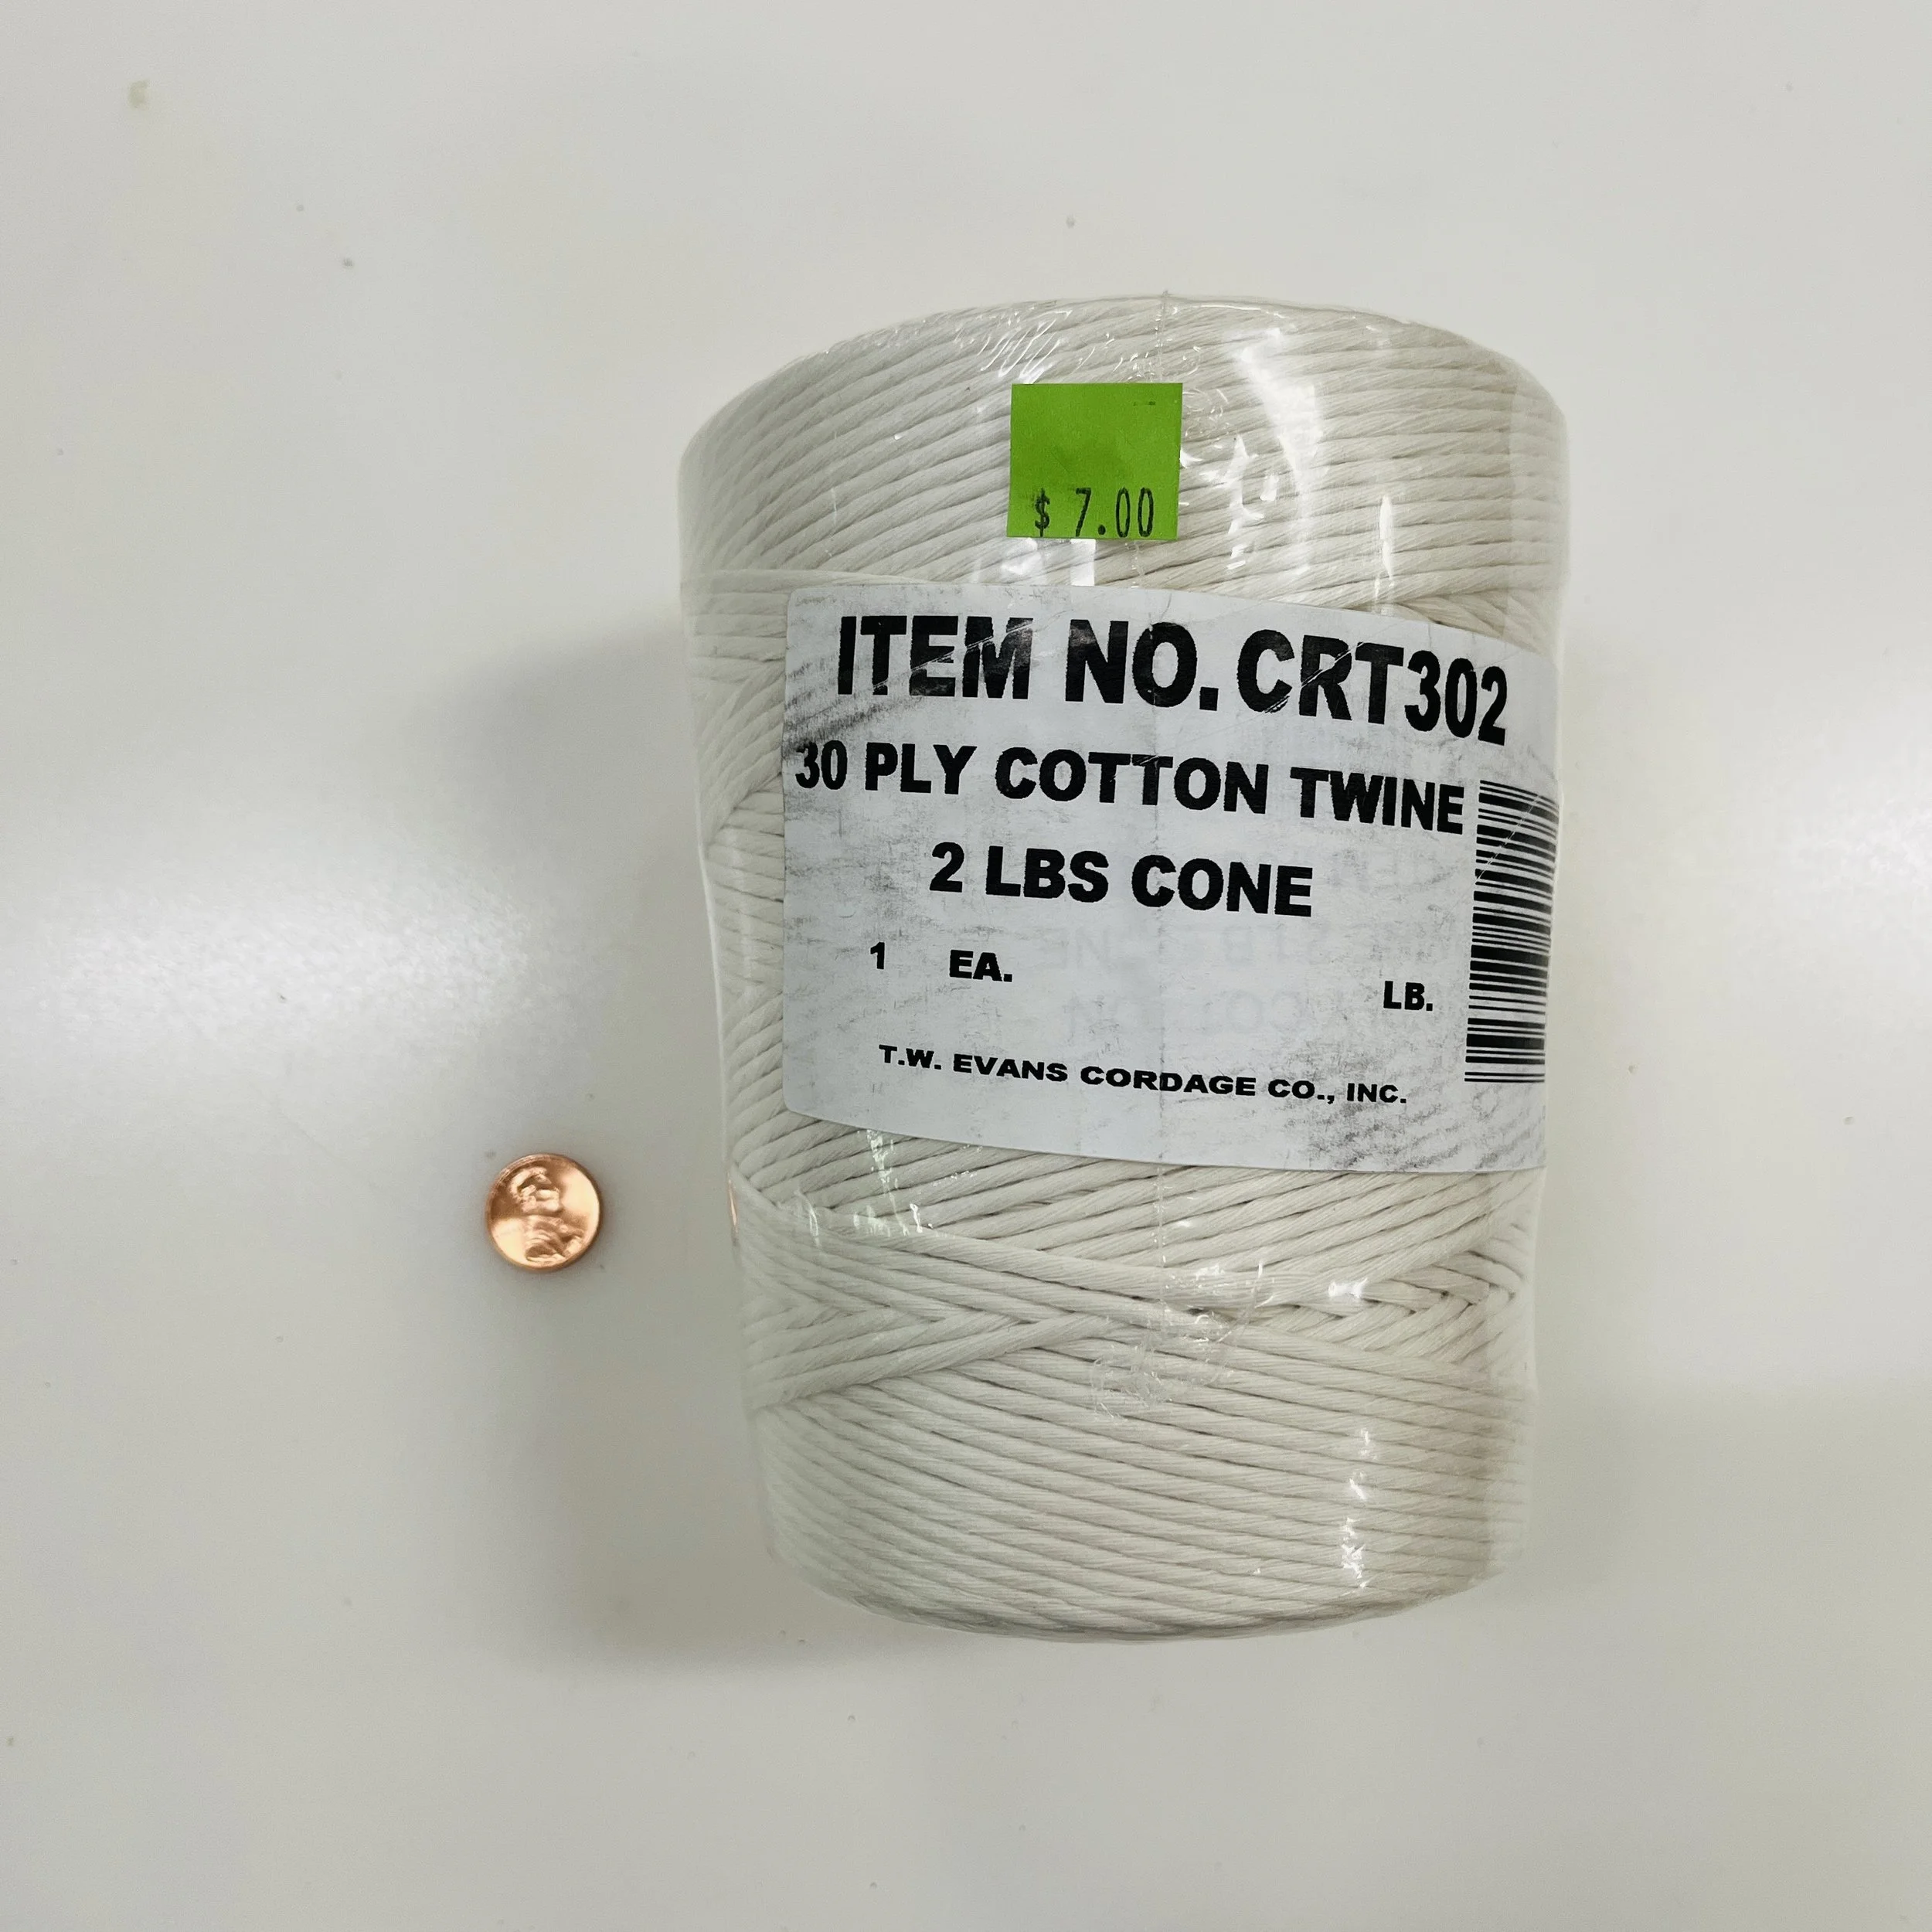 $ 7.00
ITEM NO. CRT302
30 PLY COTTON TWINE
2 LBS CONE
1 EA.
LB.
T.W. EVANS CORDAGE CO., INC.